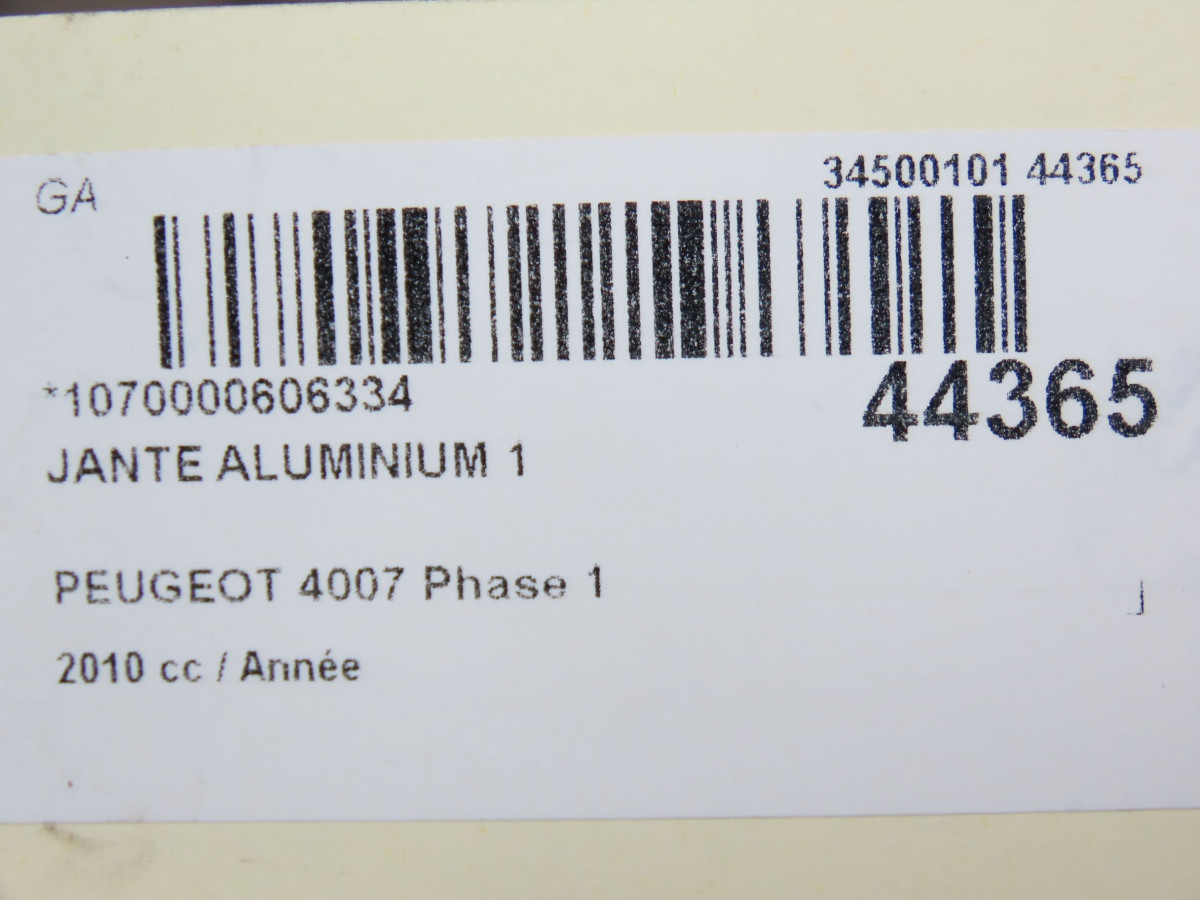 GA
34500101 44365
*1070000606334
44365
JANTE ALUMINIUM 1
PEUGEOT 4007 Phase 1
2010 cc / Année